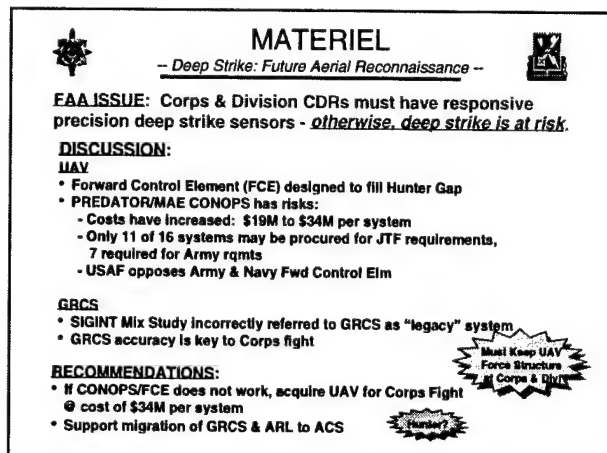 MATERIEL
-- Deep Strike: Future Aerial Reconnaissance --
FAA ISSUE: Corps & Division CDRs must have responsive
precision deep strike sensors - otherwise, deep strike is at risk.
DISCUSSION:
UAV
* Forward Control Element (FCE) designed to fill Hunter Gap
* PREDATOR/MAE CONOPS has risks:
- Costs have increased: $19M to $34M per system
- Only 11 of 16 systems may be procured for JTF requirements,
7 required for Army rqmts
- USAF opposes Army & Navy Fwd Control Elm
GRCS
* SIGINT Mix Study incorrectly referred to GRCS as "legacy" system
* GRCS accuracy is key to Corps fight
Must Keep UAV
Force Structure
at Corps & Div!
RECOMMENDATIONS:
* If CONOPS/FCE does not work, acquire UAV for Corps Fight
@ cost of $34M per system
* Support migration of GRCS & ARL to ACS
Hunter?